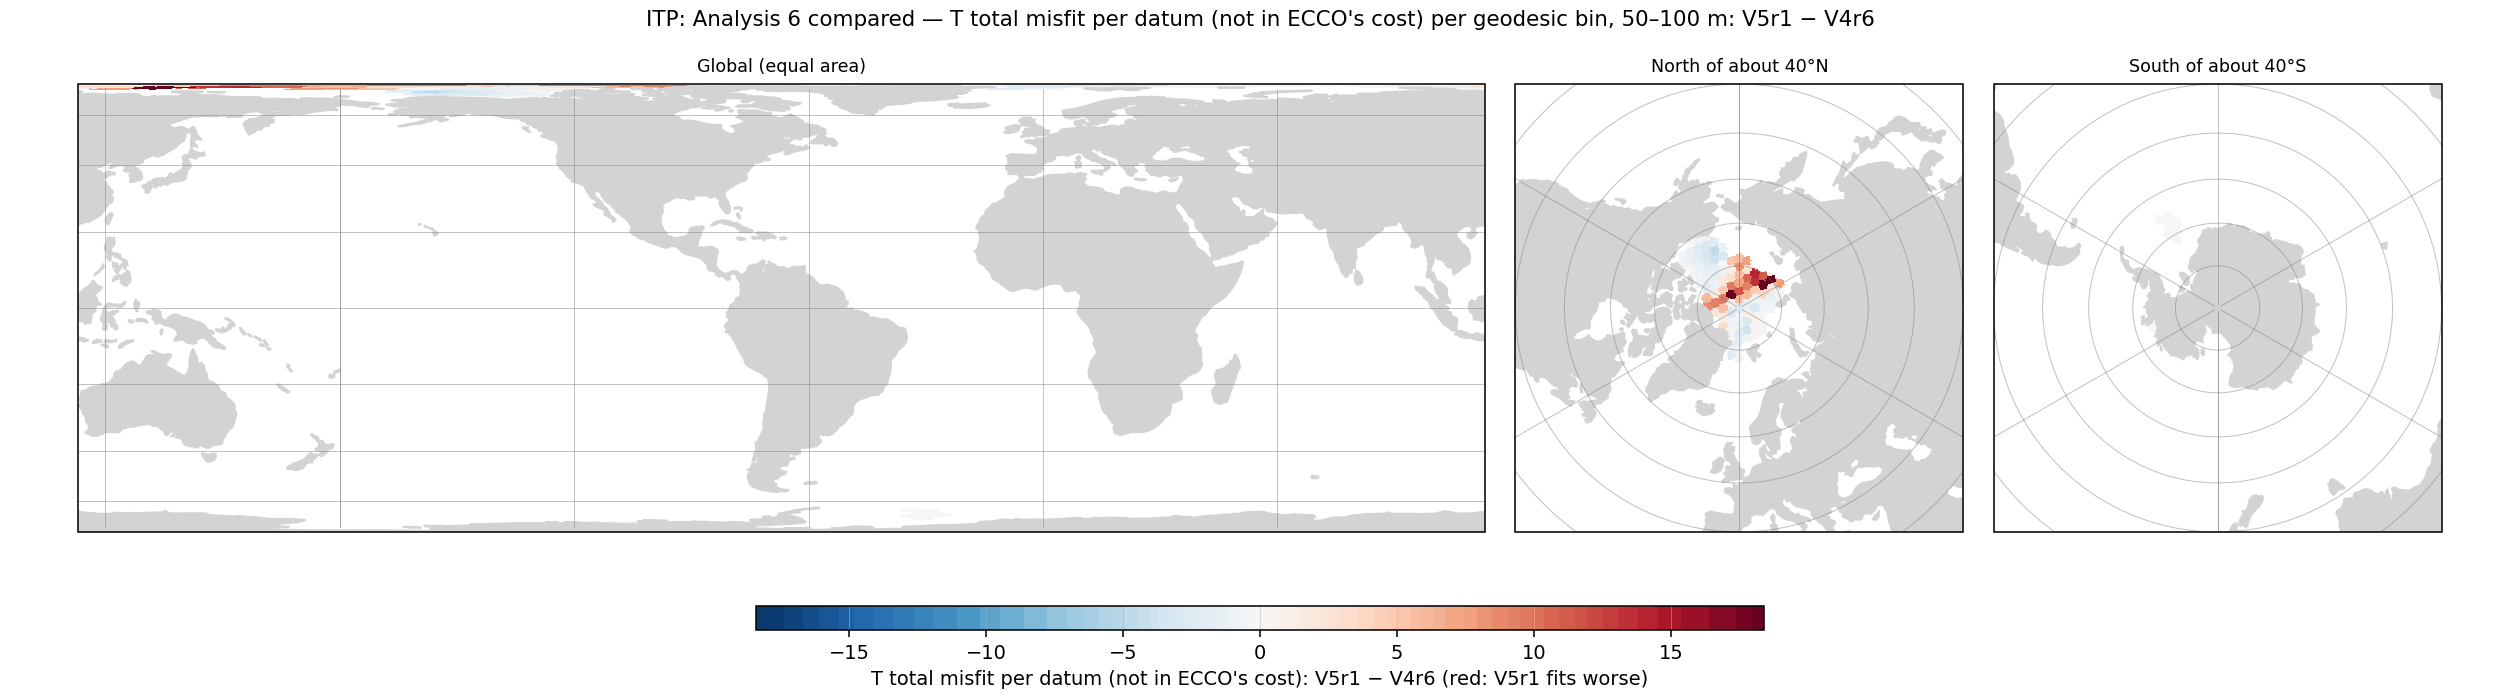 ITP: Analysis 6 compared — T total misfit per datum (not in ECCO's cost) per geodesic bin, 50–100 m: V5r1 − V4r6
Global (equal area)
North of about 40°N
South of about 40°S
−15
−10
−5
0
5
10
15
T total misfit per datum (not in ECCO's cost): V5r1 − V4r6 (red: V5r1 fits worse)